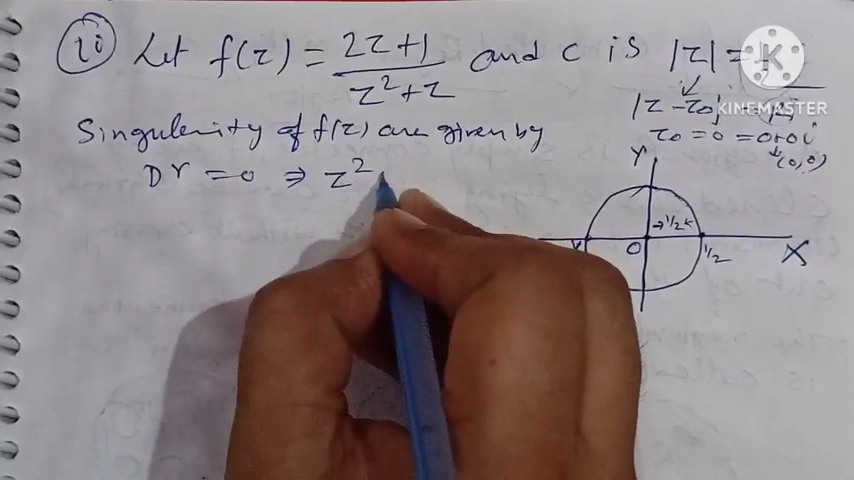 ii Let f(z) = 2z+1 / z²+z and C is |z| =
KINEMASTER
|z - z0| =
z0 = 0 = 0+0i
(0,0)
Singularity of f(z) are given by
Dr = 0 ⇒ z²
Y
→ 1/2 ←
O
1/2
X